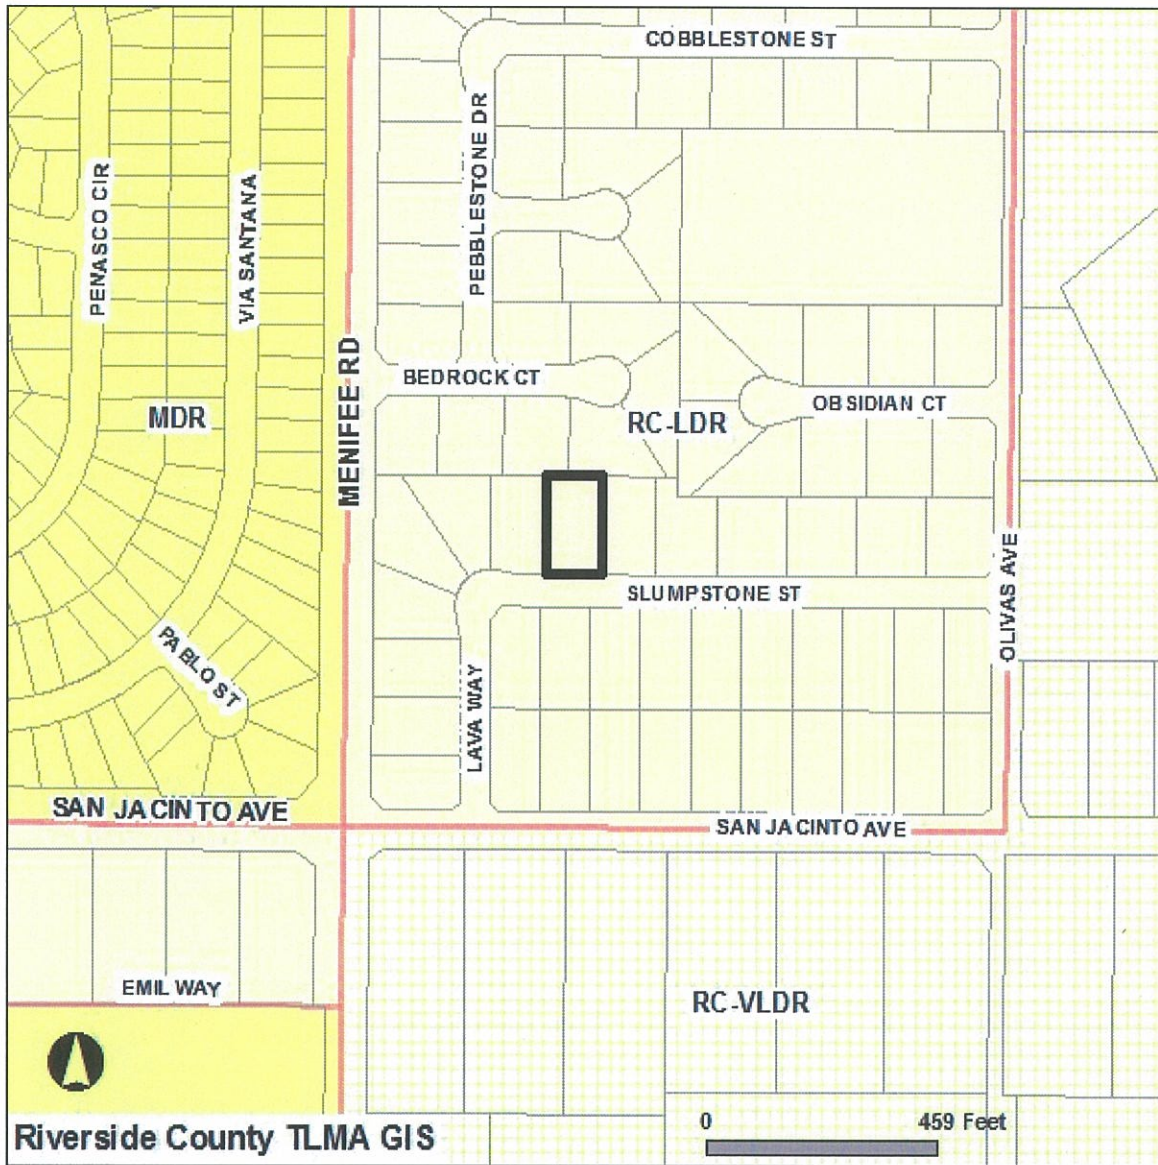 COBBLESTONE ST
PEBBLESTONE DR
PENASCO CIR
VIA SANTANA
MENIFEE RD
BEDROCK CT
OBSIDIAN CT
MDR
RC-LDR
SLUMPSTONE ST
OLIVAS AVE
PABLO ST
LAVA WAY
SAN JACINTO AVE
SAN JACINTO AVE
EMIL WAY
RC-VLDR
0 459 Feet
Riverside County TLMA GIS